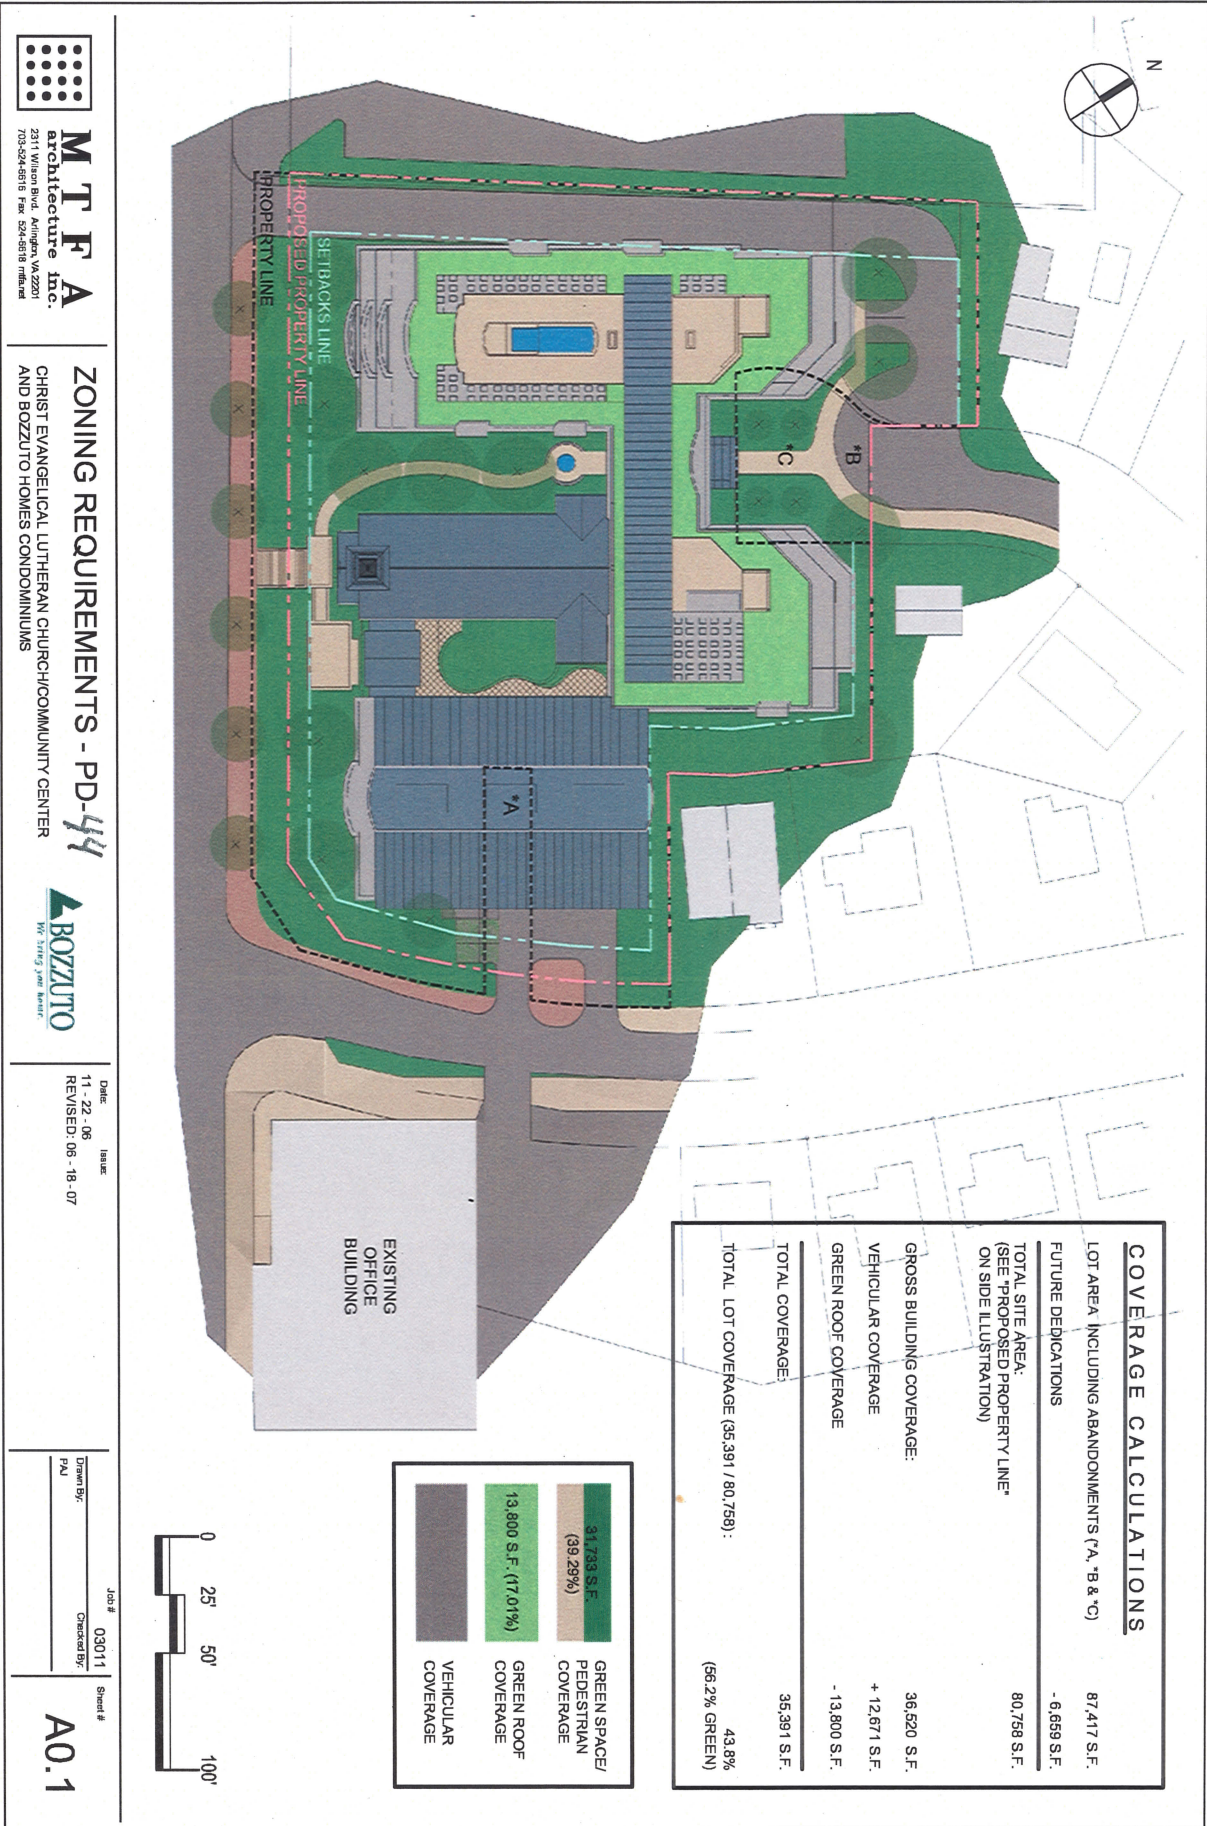 N
PROPERTY LINE
PROPOSED PROPERTY LINE
SETBACKS LINE
*B
*C
*A
EXISTING
OFFICE
BUILDING
COVERAGE CALCULATIONS
LOT AREA INCLUDING ABANDONMENTS (*A, *B & *C) 87,417 S.F.
FUTURE DEDICATIONS - 6,659 S.F.
TOTAL SITE AREA: 80,758 S.F.
(SEE "PROPOSED PROPERTY LINE"
ON SIDE ILLUSTRATION)
GROSS BUILDING COVERAGE: 36,520 S.F.
VEHICULAR COVERAGE + 12,671 S.F.
GREEN ROOF COVERAGE - 13,800 S.F.
TOTAL COVERAGE: 35,391 S.F.
TOTAL LOT COVERAGE (35,391 / 80,758) : 43.8%
(56.2% GREEN)
31,733 S.F.
(39.29%)
GREEN SPACE/
PEDESTRIAN
COVERAGE
13,800 S.F. (17.01%)
GREEN ROOF
COVERAGE
VEHICULAR
COVERAGE
0 25' 50' 100'
MTFA
architecture inc.
2311 Wilson Blvd. Arlington, VA 22201
703-524-6616 Fax 524-6618 mtfa.net
ZONING REQUIREMENTS - PD-44
CHRIST EVANGELICAL LUTHERAN CHURCH/COMMUNITY CENTER
AND BOZZUTO HOMES CONDOMINIUMS
BOZZUTO
We bring you home.
Date: Issue:
11 - 22 - 06
REVISED: 06 - 18 - 07
Job # 03011
Drawn By: Checked By:
PAJ
Sheet #
A0.1